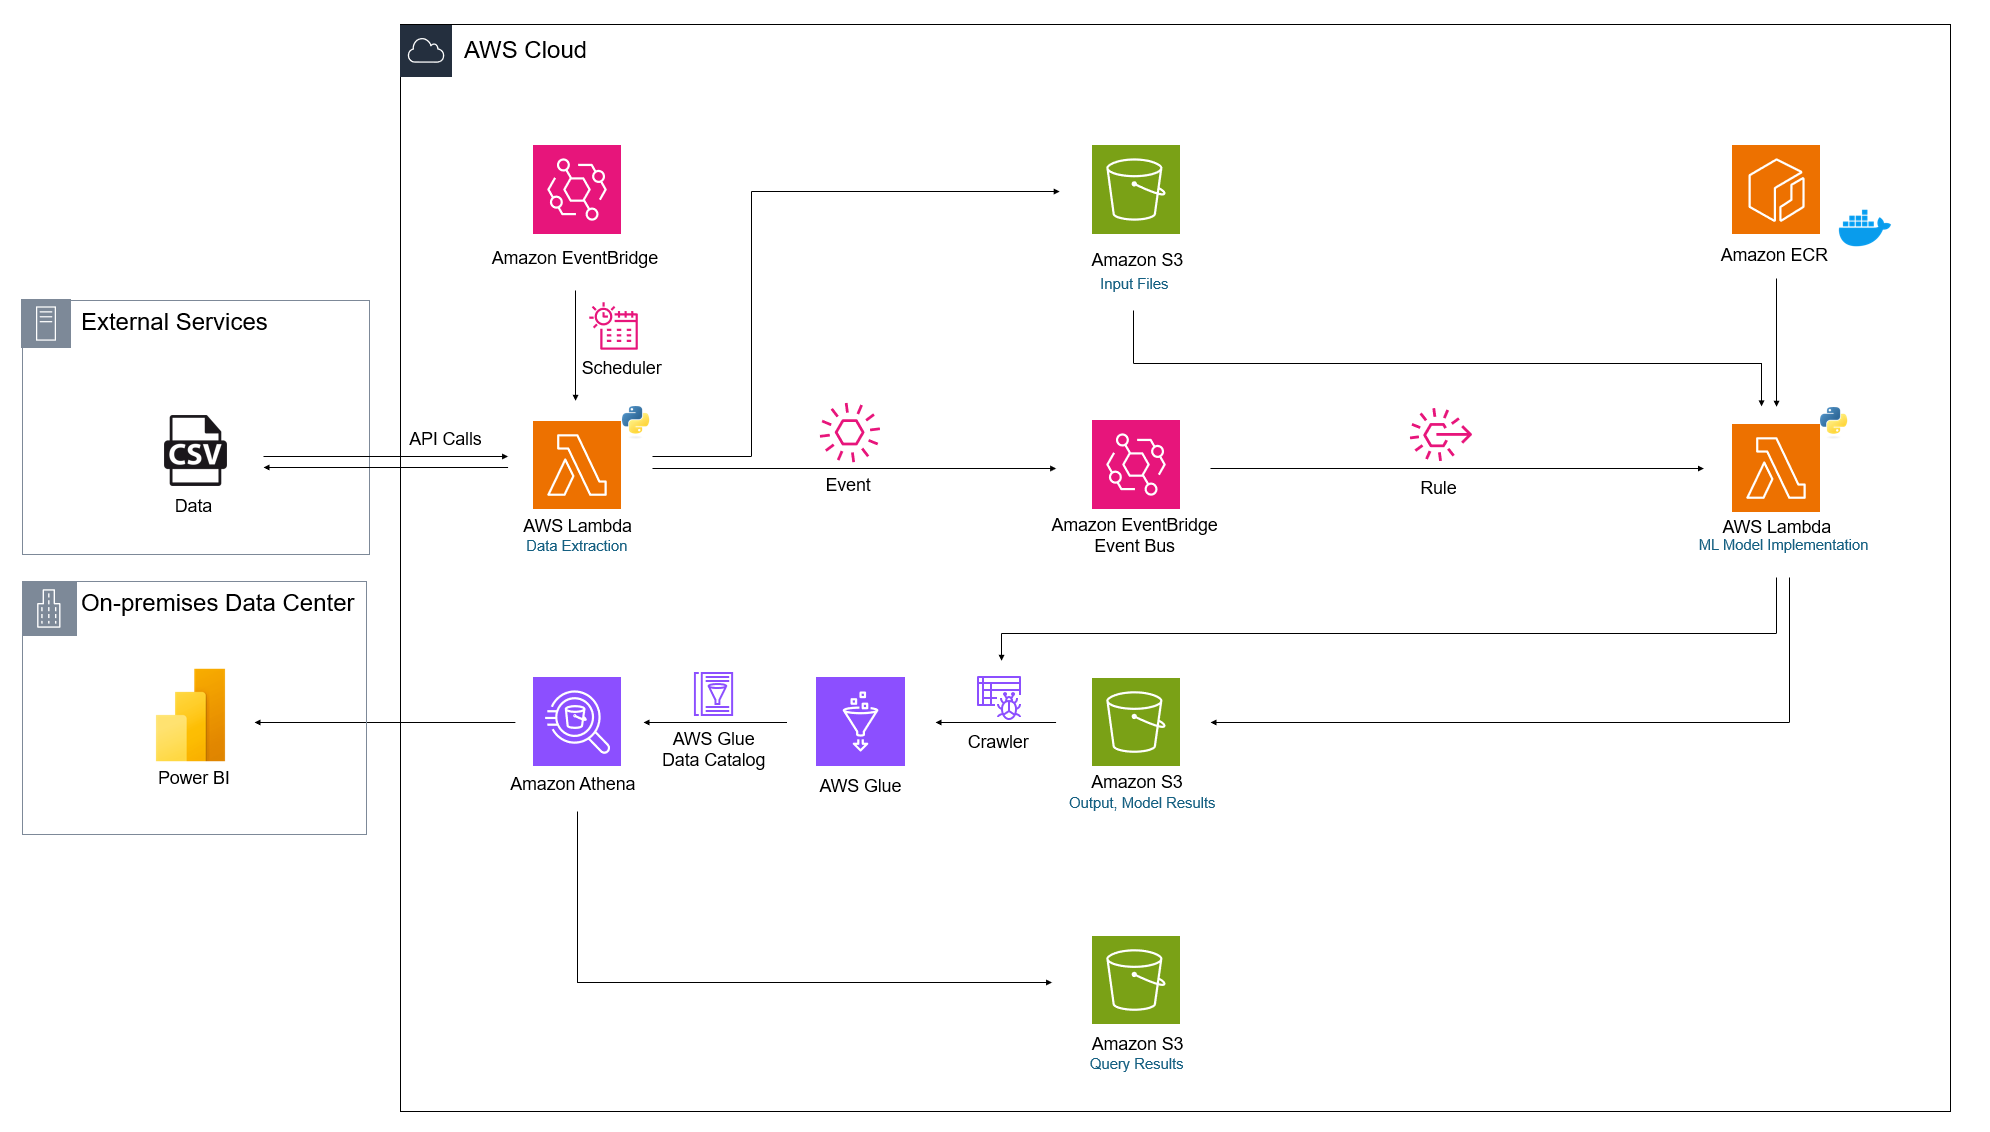 AWS Cloud
Amazon EventBridge
Amazon S3
Input Files
Amazon ECR
External Services
Scheduler
CSV
Data
API Calls
AWS Lambda
Data Extraction
Event
Amazon EventBridge
Event Bus
Rule
AWS Lambda
ML Model Implementation
On-premises Data Center
Power BI
Amazon Athena
AWS Glue
Data Catalog
AWS Glue
Crawler
Amazon S3
Output, Model Results
Amazon S3
Query Results